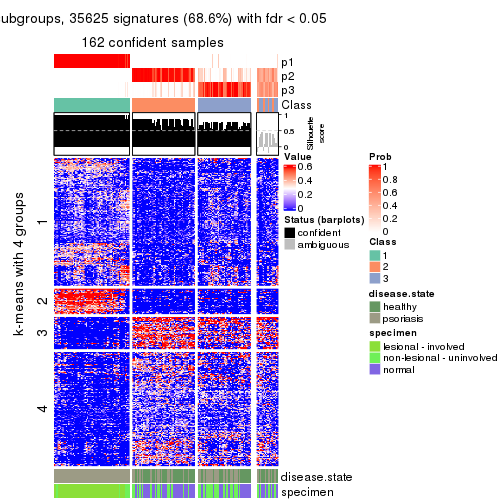 ubgroups, 35625 signatures (68.6%) with fdr < 0.05
162 confident samples
p1
p2
p3
Class
1
0.5
0
Silhouette
score
k-means with 4 groups
1
2
3
4
Value
0.6
0.4
0.2
0
Status (barplots)
confident
ambiguous
Prob
1
0.8
0.6
0.4
0.2
0
Class
1
2
3
disease.state
healthy
psoriasis
specimen
lesional - involved
non-lesional - uninvolved
normal
disease.state
specimen